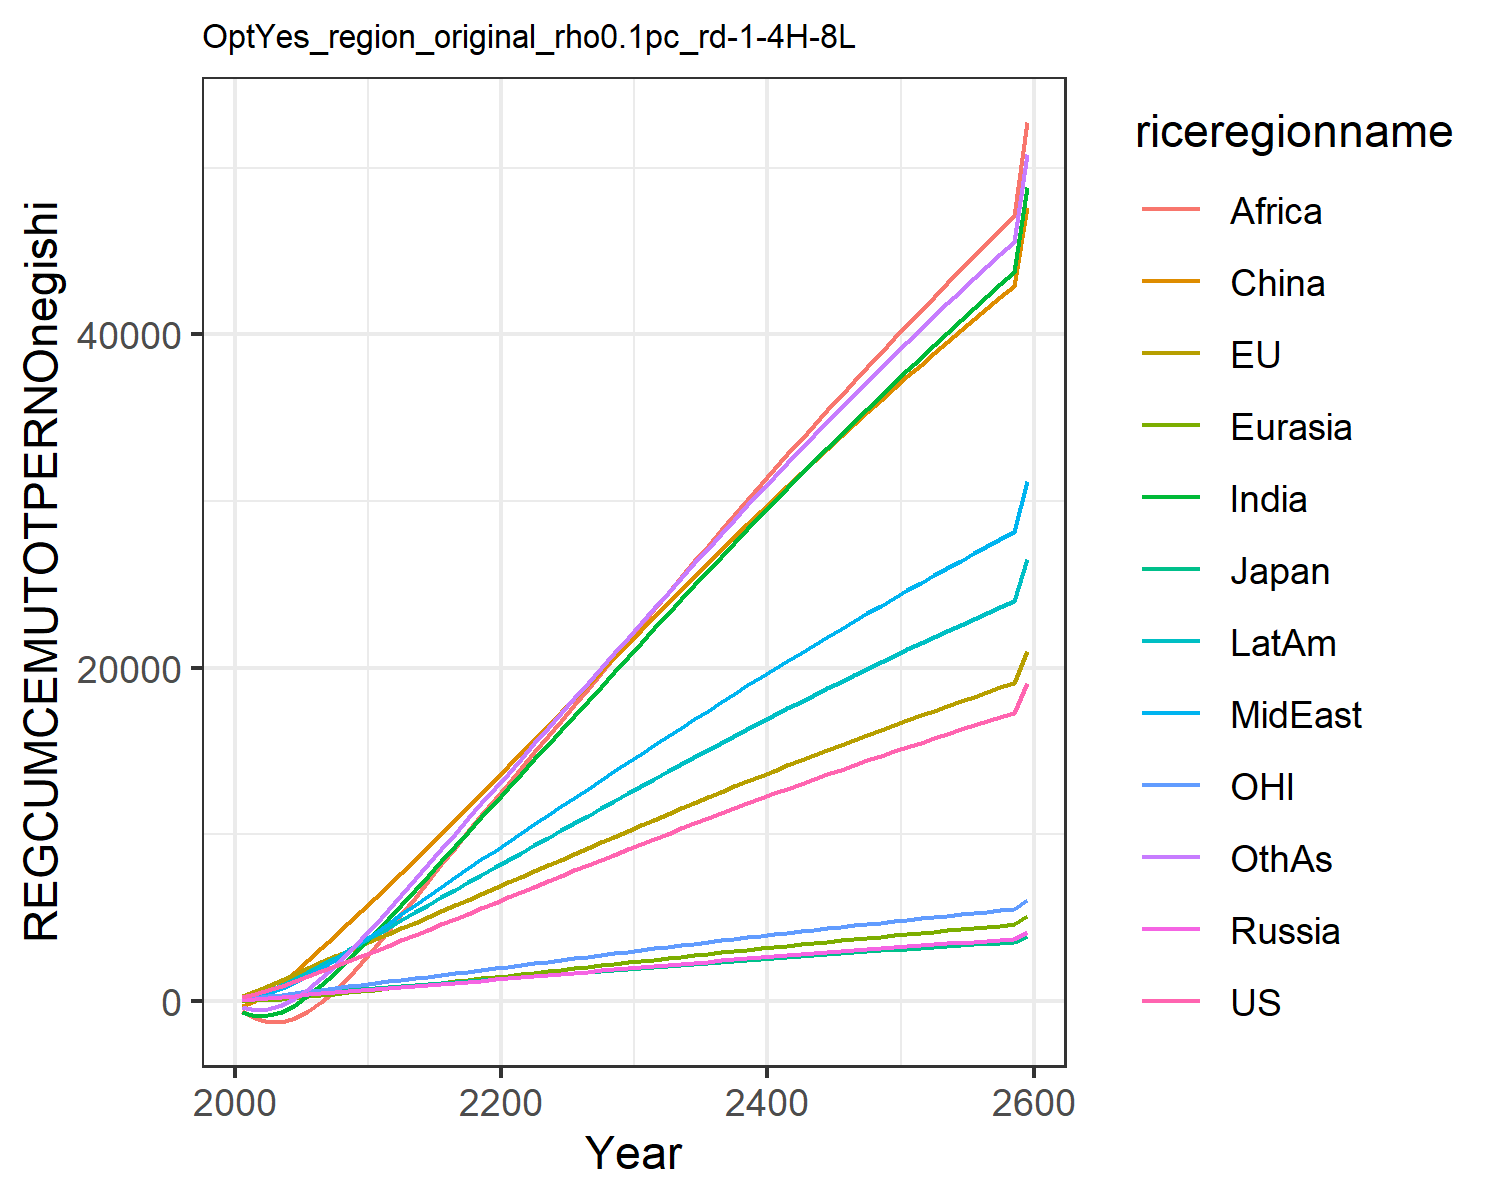 OptYes_region_original_rho0.1pc_rd-1-4H-8L
REGCUMCEMUTOTPERNOnegishi
40000
20000
0
2000
2200
2400
2600
Year
riceregionname
Africa
China
EU
Eurasia
India
Japan
LatAm
MidEast
OHI
OthAs
Russia
US